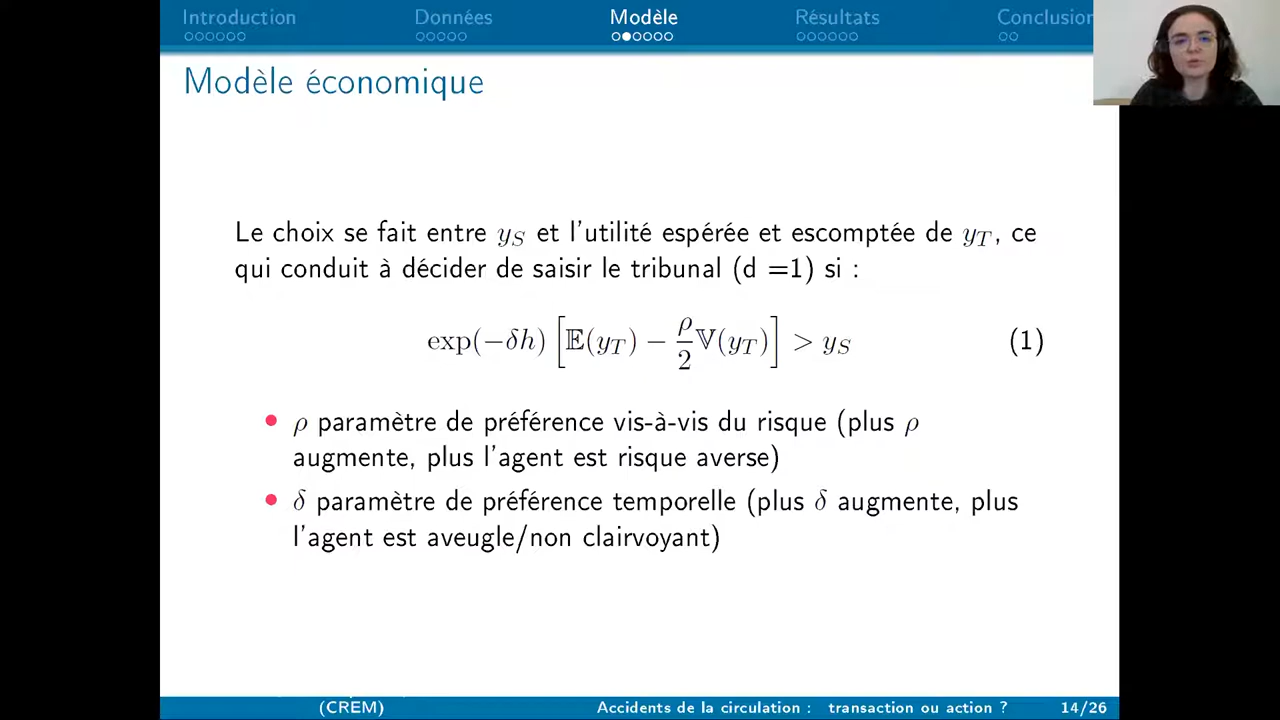 Introduction Données Modèle Résultats Conclusion
Modèle économique
Le choix se fait entre y_S et l'utilité espérée et escomptée de y_T, ce
qui conduit à décider de saisir le tribunal (d =1) si :
exp(−δh) [𝔼(y_T) − ρ/2 𝕍(y_T)] > y_S (1)
• ρ paramètre de préférence vis-à-vis du risque (plus ρ
augmente, plus l'agent est risque averse)
• δ paramètre de préférence temporelle (plus δ augmente, plus
l'agent est aveugle/non clairvoyant)
(CREM) Accidents de la circulation : transaction ou action ? 14/26